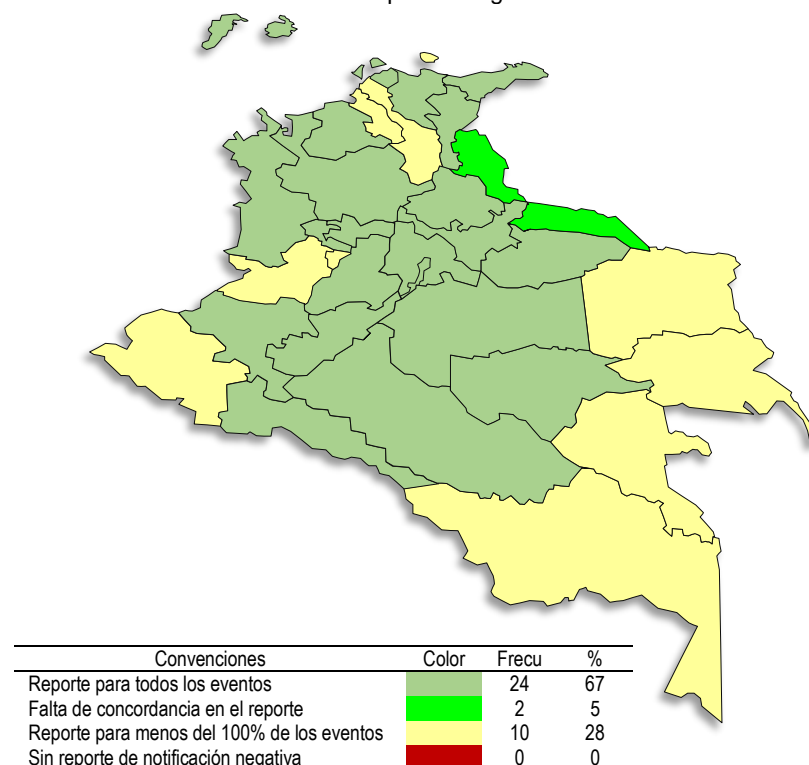 Convenciones Color Frecu %
Reporte para todos los eventos 24 67
Falta de concordancia en el reporte 2 5
Reporte para menos del 100% de los eventos 10 28
Sin reporte de notificación negativa 0 0